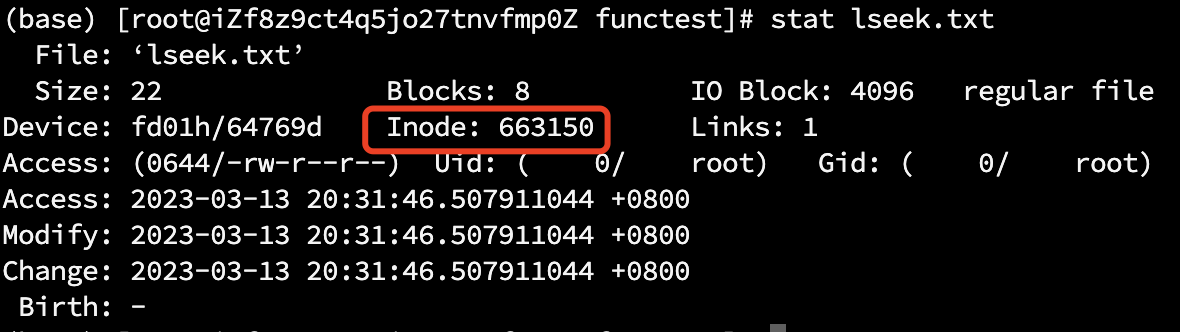 (base) [root@iZf8z9ct4q5jo27tnvfmp0Z functest]# stat lseek.txt
  File: ‘lseek.txt’
  Size: 22              Blocks: 8          IO Block: 4096   regular file
Device: fd01h/64769d    Inode: 663150      Links: 1
Access: (0644/-rw-r--r--)  Uid: (    0/    root)   Gid: (    0/    root)
Access: 2023-03-13 20:31:46.507911044 +0800
Modify: 2023-03-13 20:31:46.507911044 +0800
Change: 2023-03-13 20:31:46.507911044 +0800
 Birth: -